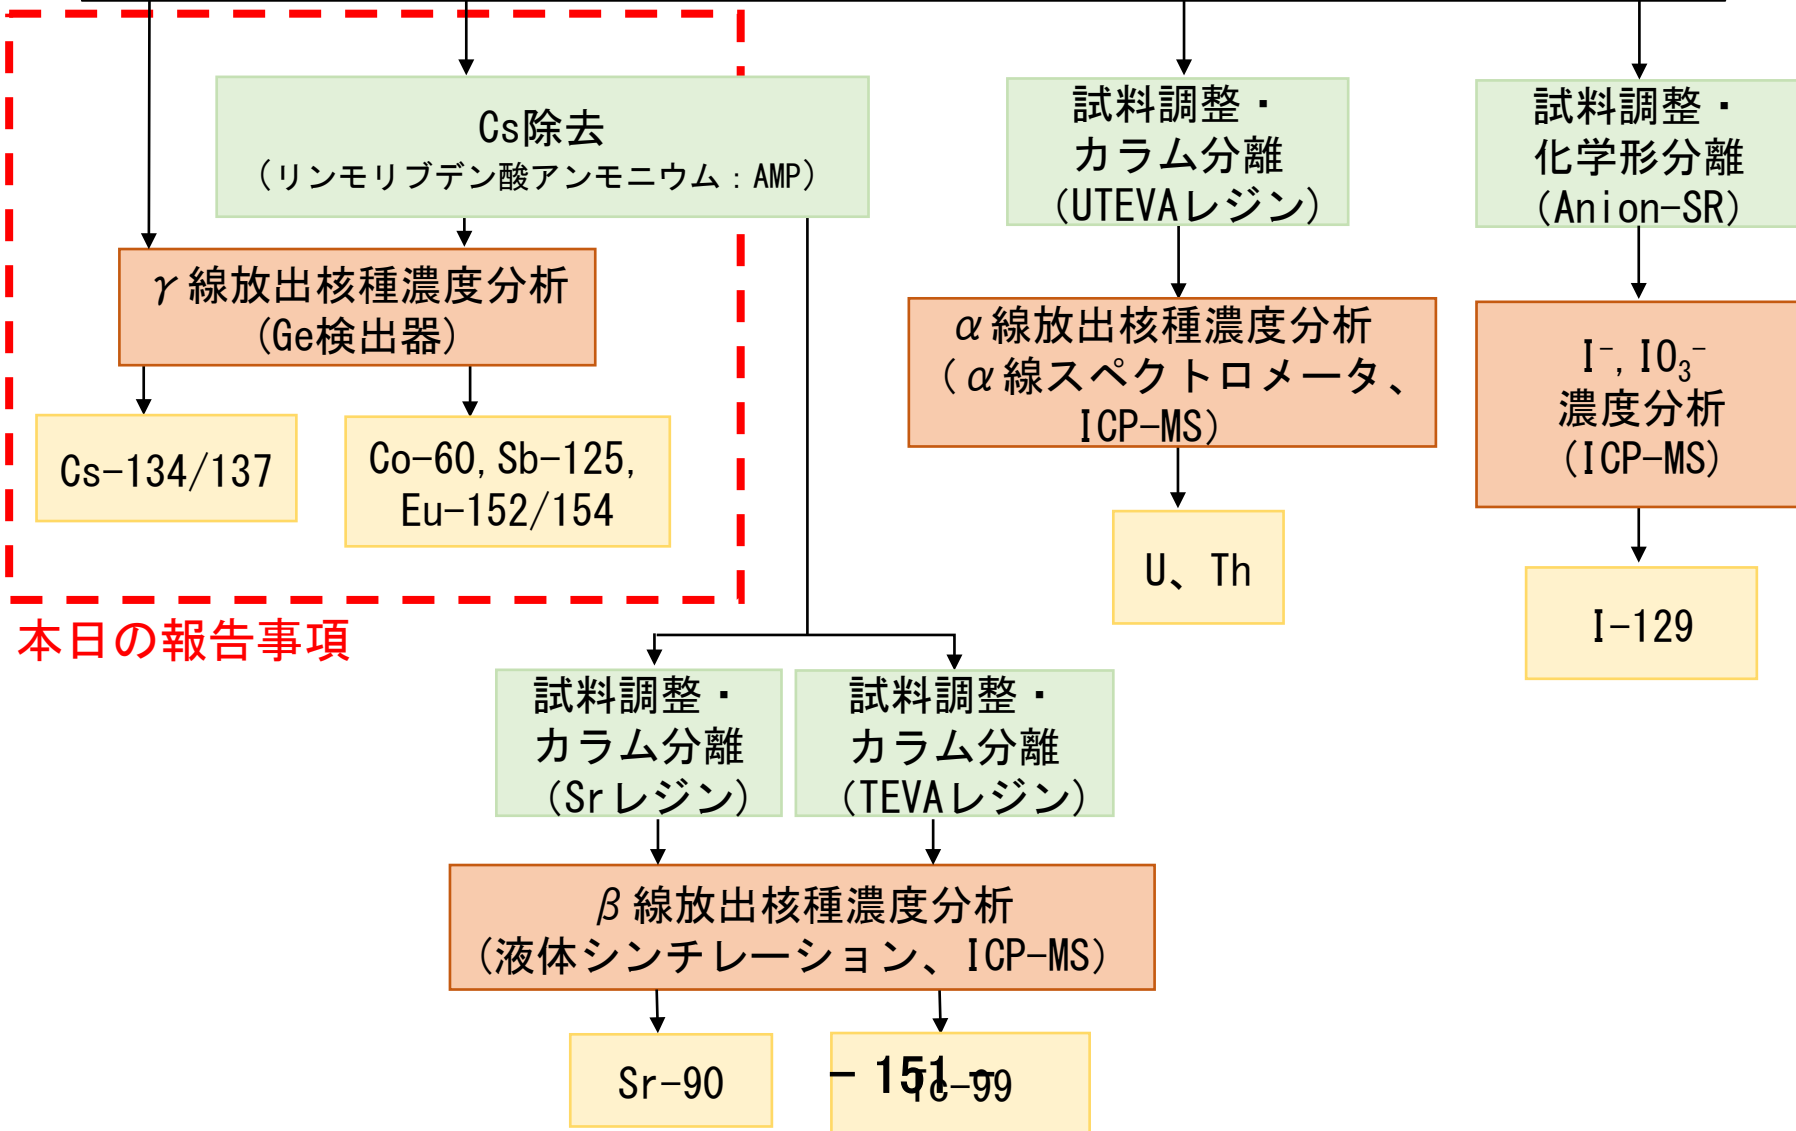 Cs除去
（リンモリブデン酸アンモニウム：AMP）
γ線放出核種濃度分析
(Ge検出器)
Cs-134/137
Co-60, Sb-125,
Eu-152/154
本日の報告事項
試料調整・
カラム分離
(UTEVAレジン)
α線放出核種濃度分析
（α線スペクトロメータ、
ICP-MS）
U、Th
試料調整・
化学形分離
(Anion-SR)
I⁻, IO₃⁻
濃度分析
(ICP-MS)
I-129
試料調整・
カラム分離
(Srレジン)
試料調整・
カラム分離
(TEVAレジン)
β線放出核種濃度分析
(液体シンチレーション、ICP-MS)
Sr-90
Tc-99
- 151 -